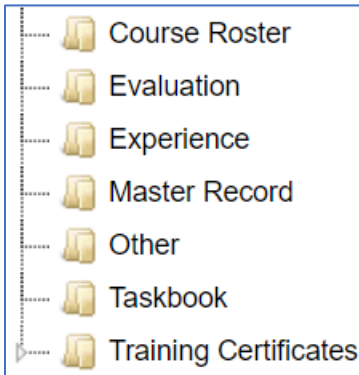 Course Roster
Evaluation
Experience
Master Record
Other
Taskbook
Training Certificates